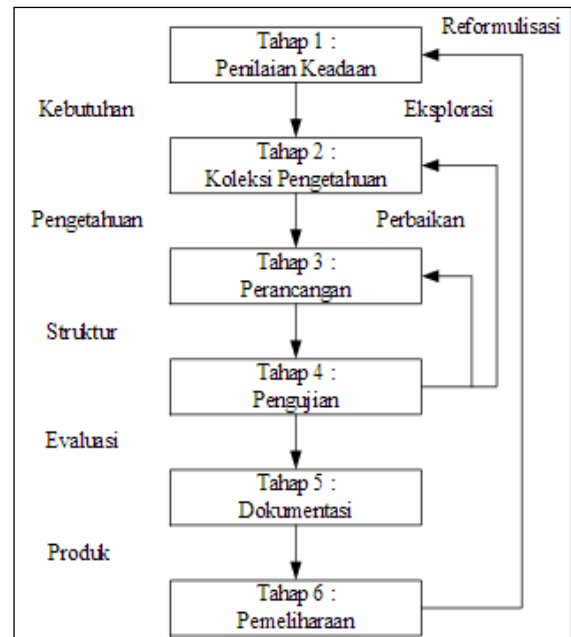 Reformulisasi
Tahap 1 :
Penilaian Keadaan
Kebutuhan
Eksplorasi
Tahap 2 :
Koleksi Pengetahuan
Pengetahuan
Perbaikan
Tahap 3 :
Perancangan
Struktur
Tahap 4 :
Pengujian
Evaluasi
Tahap 5 :
Dokumentasi
Produk
Tahap 6 :
Pemeliharaan